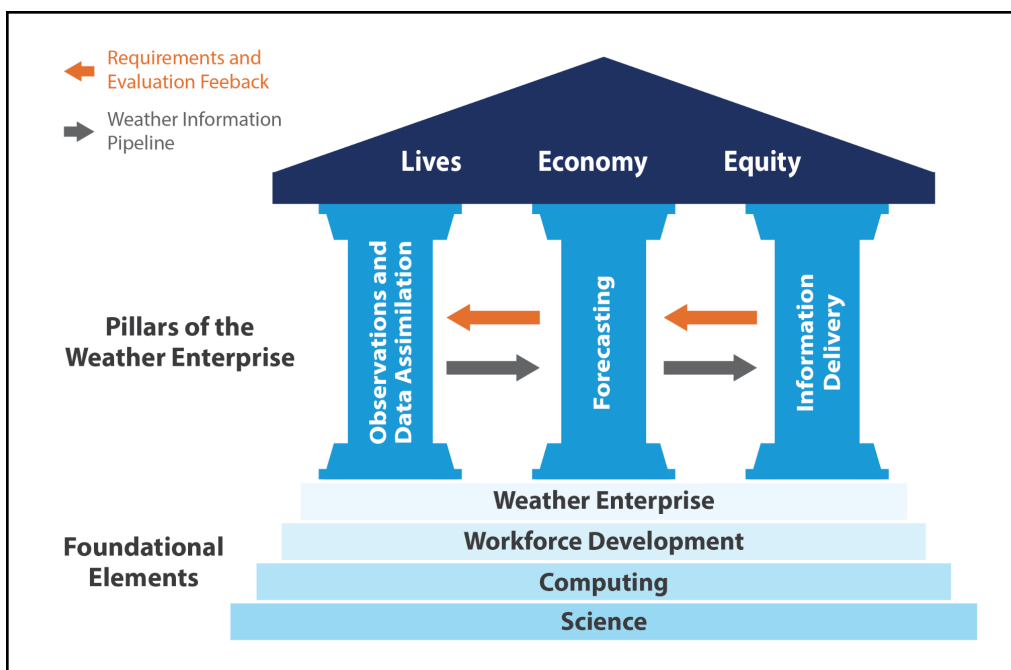 Requirements and
Evaluation Feeback
Weather Information
Pipeline
Lives Economy Equity
Pillars of the
Weather Enterprise
Observations and
Data Assimilation
Forecasting
Information
Delivery
Foundational
Elements
Weather Enterprise
Workforce Development
Computing
Science